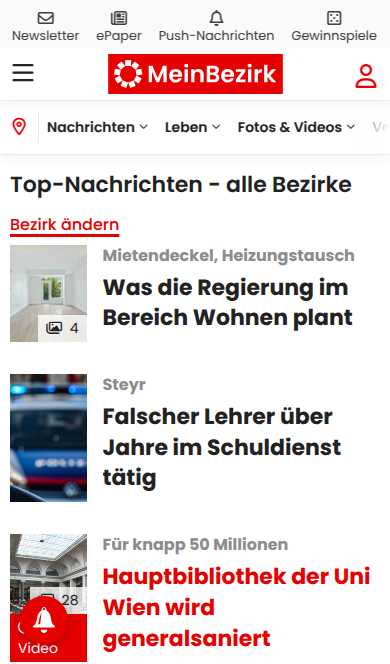 Newsletter ePaper Push-Nachrichten Gewinnspiele
MeinBezirk
Nachrichten Leben Fotos & Videos
Top-Nachrichten - alle Bezirke
Bezirk ändern
Mietendeckel, Heizungstausch
Was die Regierung im
Bereich Wohnen plant
4
Steyr
Falscher Lehrer über
Jahre im Schuldienst
tätig
Für knapp 50 Millionen
Hauptbibliothek der Uni
Wien wird
generalsaniert
28
Video